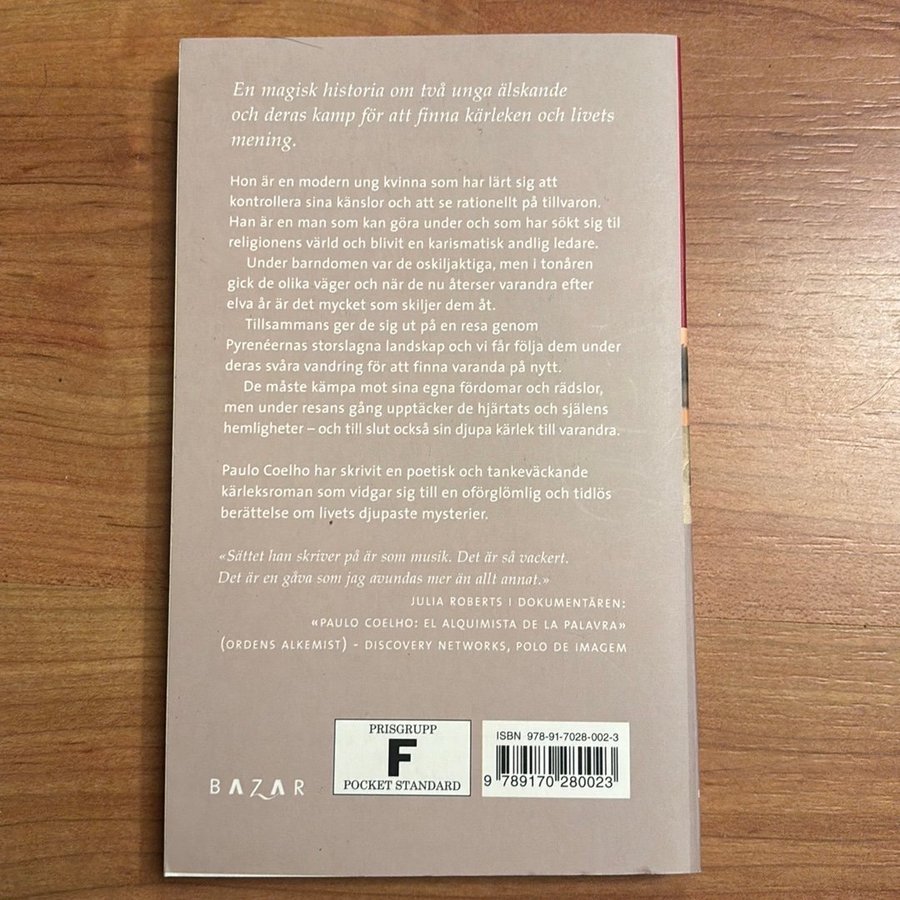 En magisk historia om två unga älskande
och deras kamp för att finna kärleken och livets
mening.
Hon är en modern ung kvinna som har lärt sig att
kontrollera sina känslor och att se rationellt på tillvaron.
Han är en man som kan göra under och som har sökt sig till
religionens värld och blivit en karismatisk andlig ledare.
Under barndomen var de oskiljaktiga, men i tonåren
gick de olika väger och när de nu återser varandra efter
elva år är det mycket som skiljer dem åt.
Tillsammans ger de sig ut på en resa genom
Pyrenéernas storslagna landskap och vi får följa dem under
deras svåra vandring för att finna varanda på nytt.
De måste kämpa mot sina egna fördomar och rädslor,
men under resans gång upptäcker de hjärtats och själens
hemligheter – och till slut också sin djupa kärlek till varandra.
Paulo Coelho har skrivit en poetisk och tankeväckande
kärleksroman som vidgar sig till en oförglömlig och tidlös
berättelse om livets djupaste mysterier.
«Sättet han skriver på är som musik. Det är så vackert.
Det är en gåva som jag avundas mer än allt annat.»
JULIA ROBERTS I DOKUMENTÄREN:
«PAULO COELHO: EL ALQUIMISTA DE LA PALAVRA»
(ORDENS ALKEMIST) - DISCOVERY NETWORKS, POLO DE IMAGEM
BAZAR
PRISGRUPP
F
POCKET STANDARD
ISBN 978-91-7028-002-3
9 789170 280023